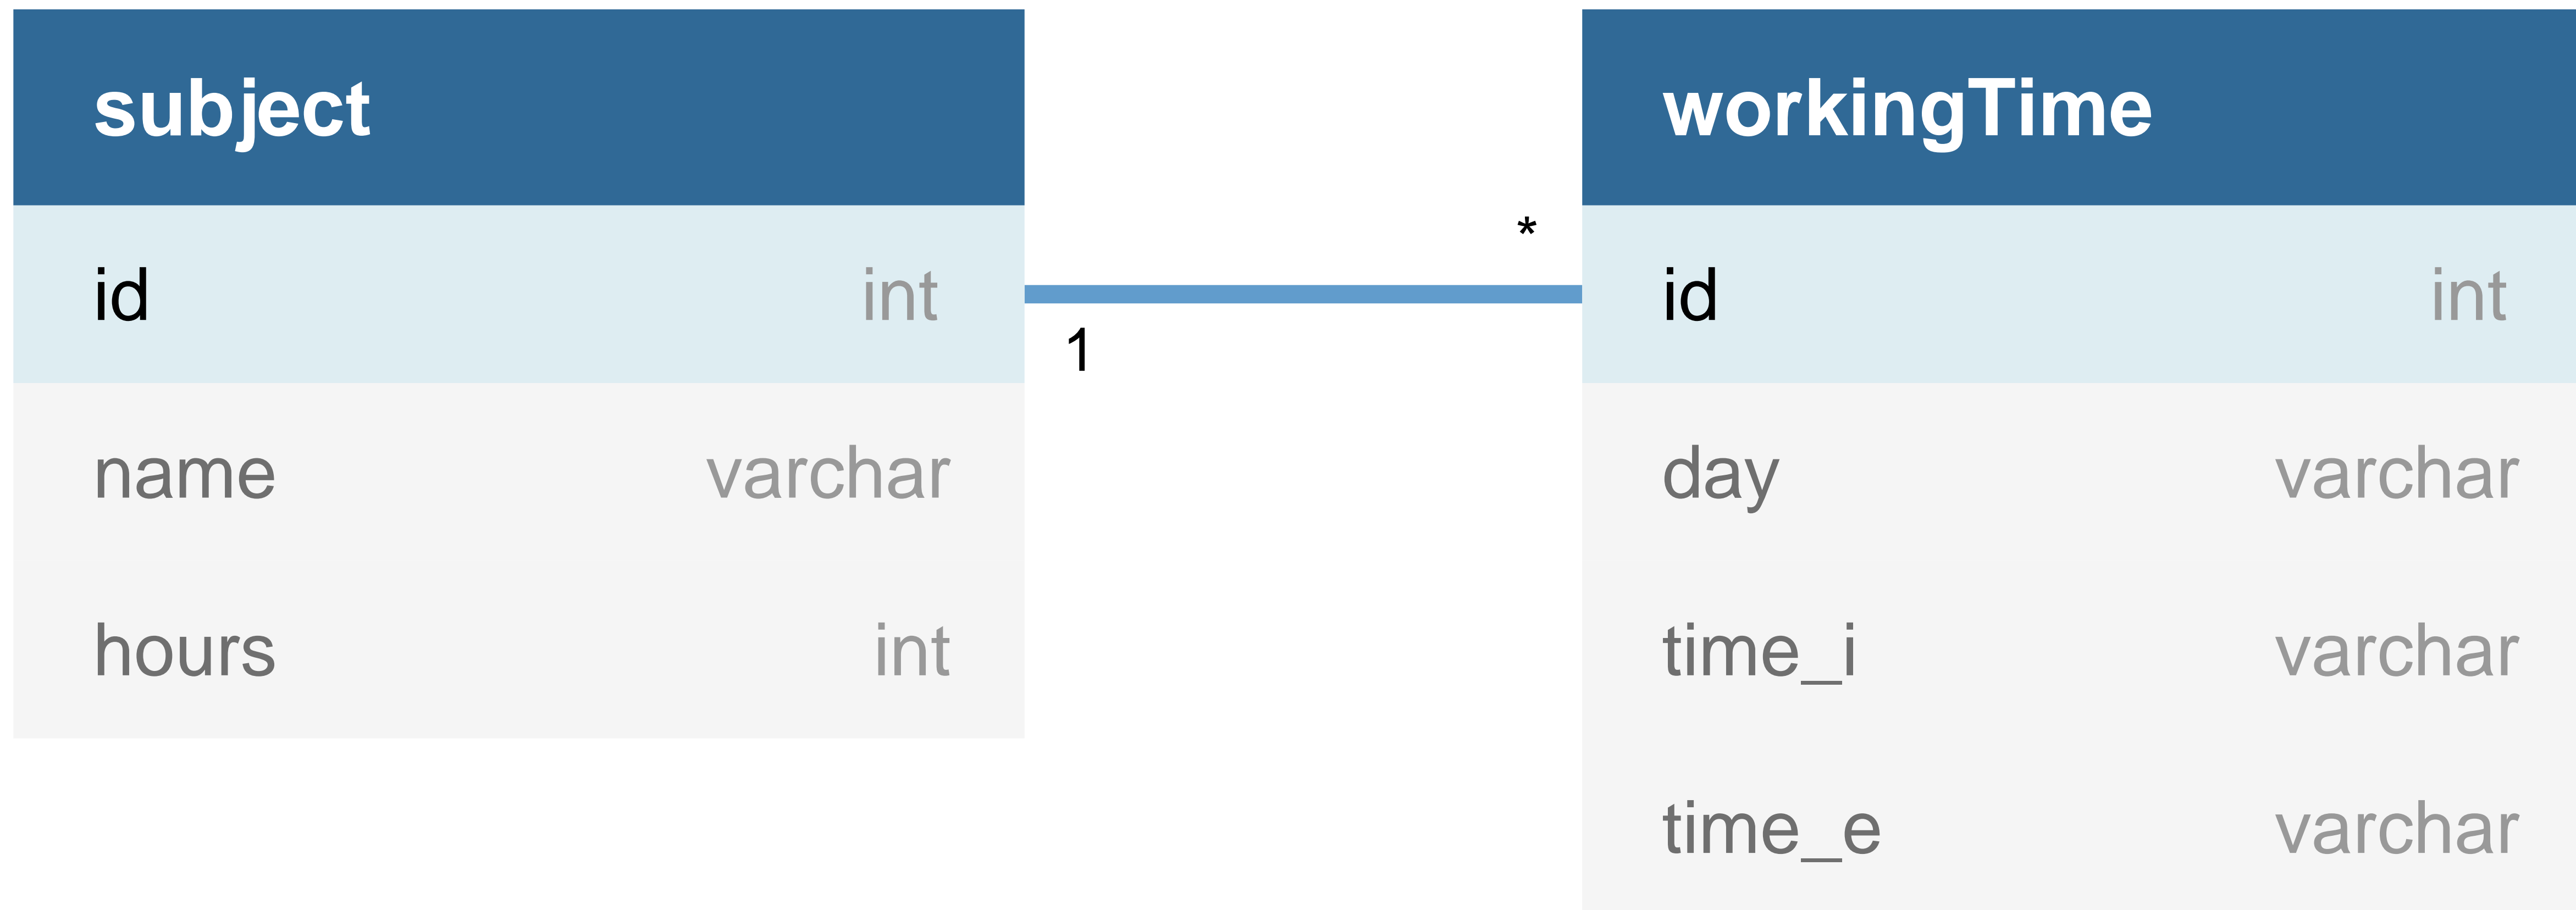 subject
id int
name varchar
hours int
1
*
workingTime
id int
day varchar
time_i varchar
time_e varchar